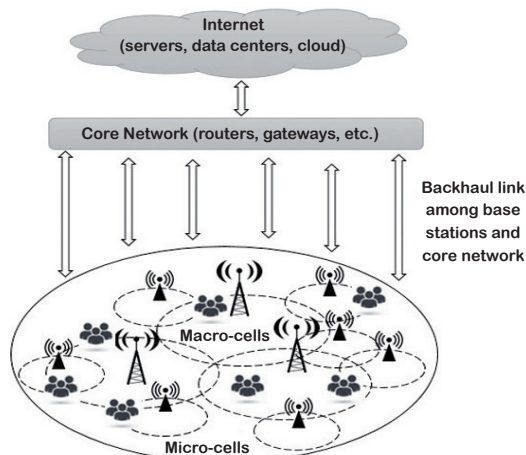 Internet
(servers, data centers, cloud)
Core Network (routers, gateways, etc.)
Backhaul link
among base
stations and
core network
Macro-cells
Micro-cells